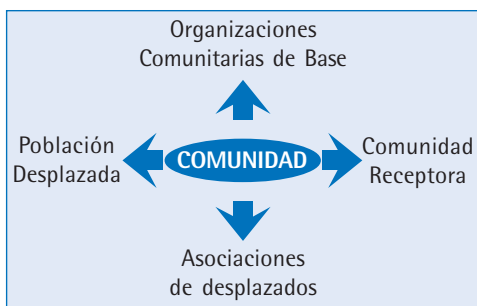 Organizaciones
Comunitarias de Base
Población
Desplazada
COMUNIDAD
Comunidad
Receptora
Asociaciones
de desplazados